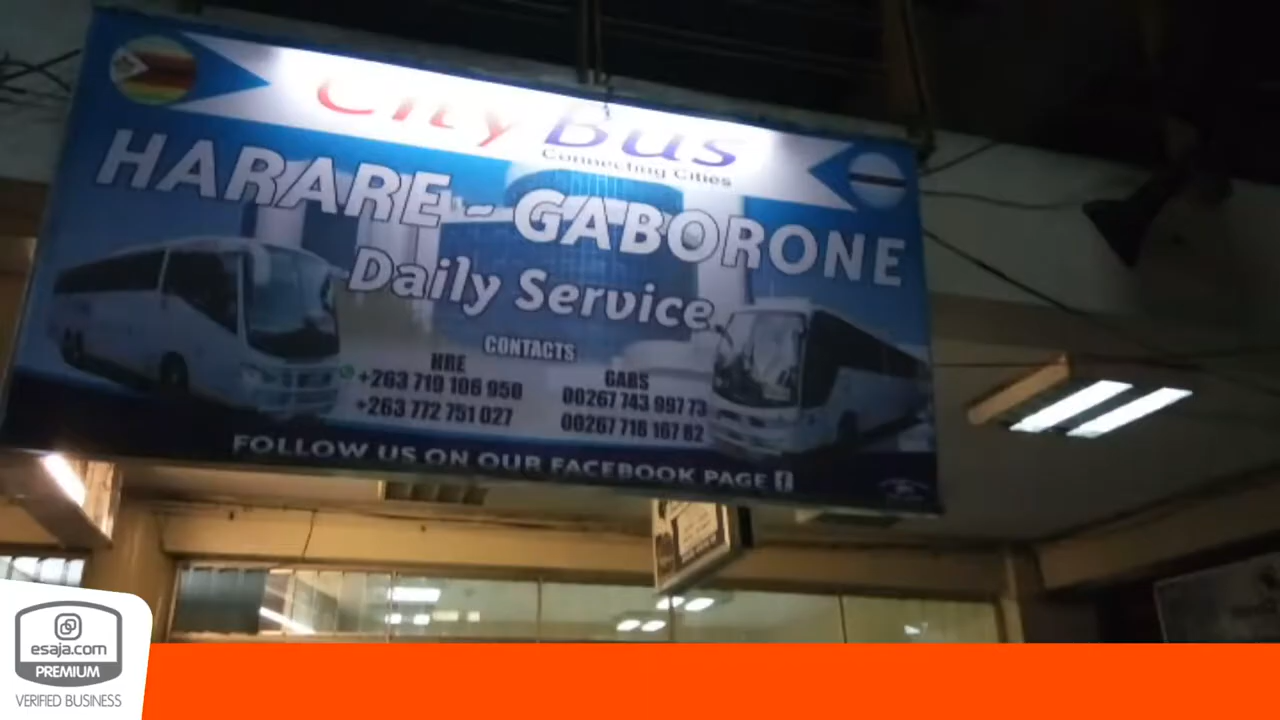 City Bus
Connecting Cities
HARARE - GABORONE
Daily Service
CONTACTS
HRE
+263 719 106 950
+263 772 751 027
GABS
00267 743 997 73
00267 716 167 82
FOLLOW US ON OUR FACEBOOK PAGE
esaja.com
PREMIUM
VERIFIED BUSINESS